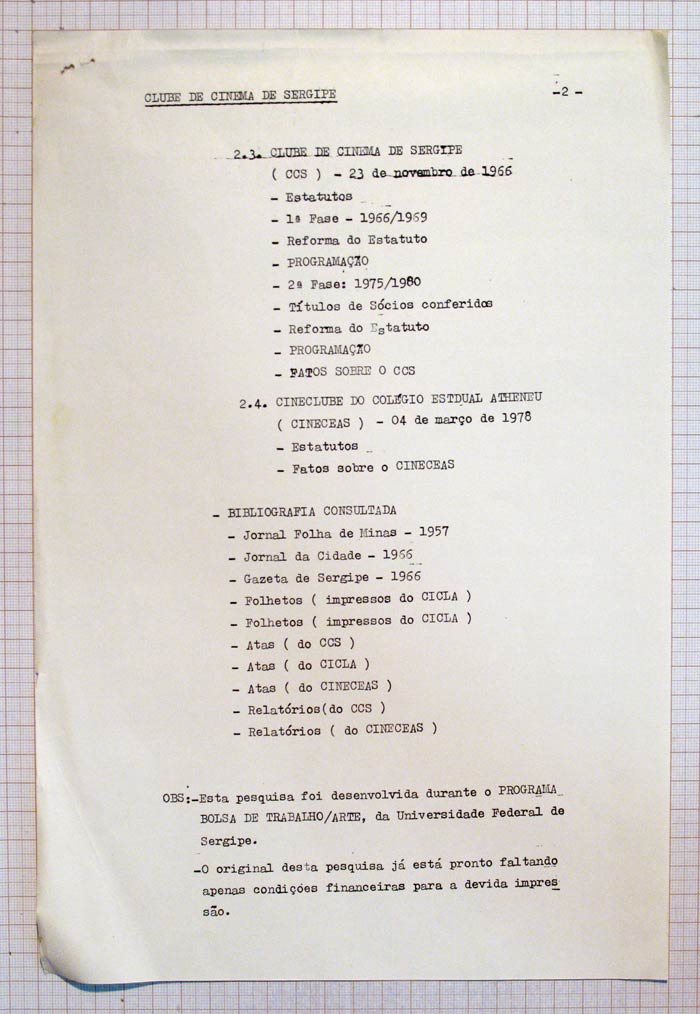 CLUBE DE CINEMA DE SERGIPE
-2 -
2.3. CLUBE DE CINEMA DE SERGIPE
( CCS ) - 23 de novembro de 1966
- Estatutos
- 1ª Fase - 1966/1969
- Reforma do Estatuto
- PROGRAMAÇÃO
- 2ª Fase: 1975/1980
- Títulos de Sócios conferidos
- Reforma do Estatuto
- PROGRAMAÇÃO
- FATOS SOBRE O CCS
2.4. CINECLUBE DO COLÉGIO ESTDUAL ATHENEU
( CINECEAS ) - 04 de março de 1978
- Estatutos
- Fatos sobre o CINECEAS
- BIBLIOGRAFIA CONSULTADA
- Jornal Folha de Minas - 1957
- Jornal da Cidade - 1966
- Gazeta de Sergipe - 1966
- Folhetos ( impressos do CICLA )
- Folhetos ( impressos do CICLA )
- Atas ( do CCS )
- Atas ( do CICLA )
- Atas ( do CINECEAS )
- Relatórios(do CCS )
- Relatórios ( do CINECEAS )
OBS:-Esta pesquisa foi desenvolvida durante o PROGRAMA
BOLSA DE TRABALHO/ARTE, da Universidade Federal de
Sergipe.
-O original desta pesquisa já está pronto faltando
apenas condições financeiras para a devida impres
são.